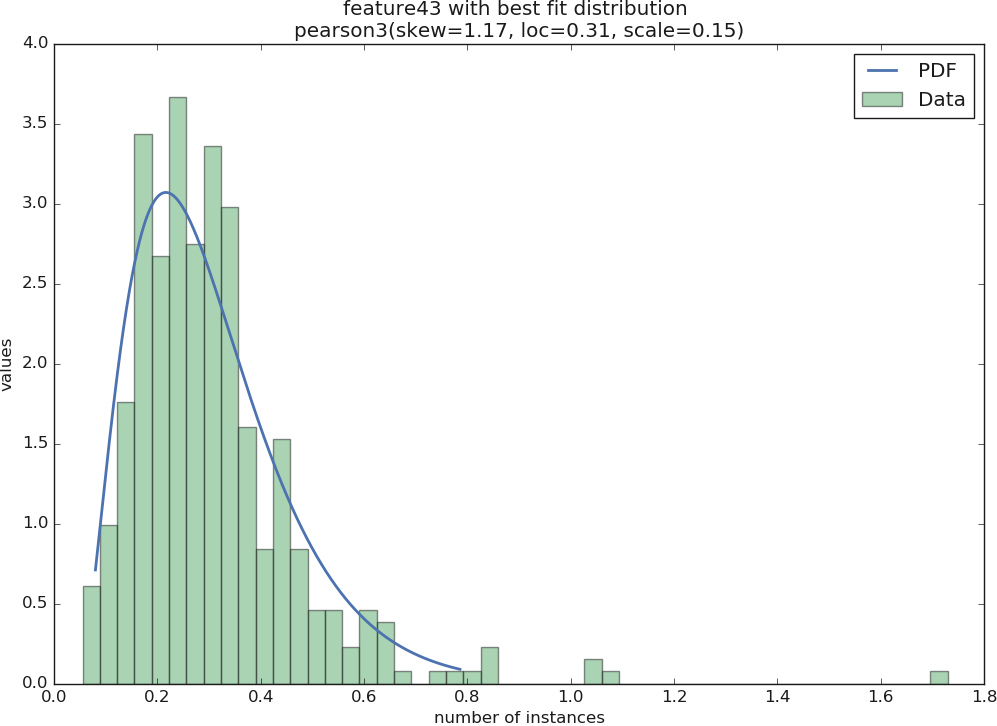 feature43 with best fit distribution
pearson3(skew=1.17, loc=0.31, scale=0.15)
4.0
3.5
3.0
2.5
2.0
1.5
1.0
0.5
0.0
values
PDF
Data
0.0 0.2 0.4 0.6 0.8 1.0 1.2 1.4 1.6 1.8
number of instances